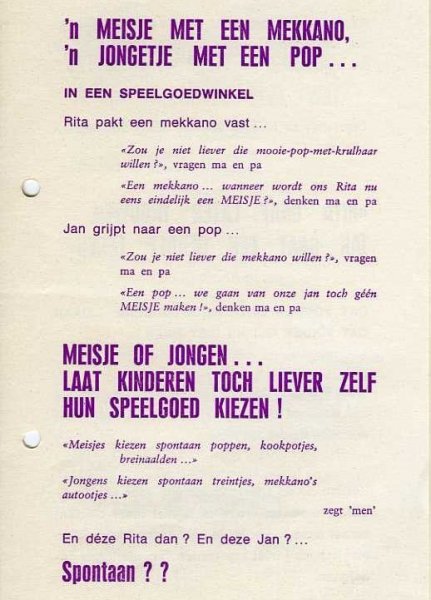 'n MEISJE MET EEN MEKKANO,
'n JONGETJE MET EEN POP...
IN EEN SPEELGOEDWINKEL
Rita pakt een mekkano vast...
«Zou je niet liever die mooie-pop-met-krulhaar
willen?», vragen ma en pa
«Een mekkano... wanneer wordt ons Rita nu
eens eindelijk een MEISJE?», denken ma en pa
Jan grijpt naar een pop...
«Zou je niet liever die mekkano willen?», vragen
ma en pa
«Een pop... we gaan van onze jan toch géén
MEISJE maken!», denken ma en pa
MEISJE OF JONGEN...
LAAT KINDEREN TOCH LIEVER ZELF
HUN SPEELGOED KIEZEN!
«Meisjes kiezen spontaan poppen, kookpotjes,
breinaalden...»
«Jongens kiezen spontaan treintjes, mekkano's
autootjes...»
zegt 'men'
En déze Rita dan? En deze Jan?...
Spontaan??